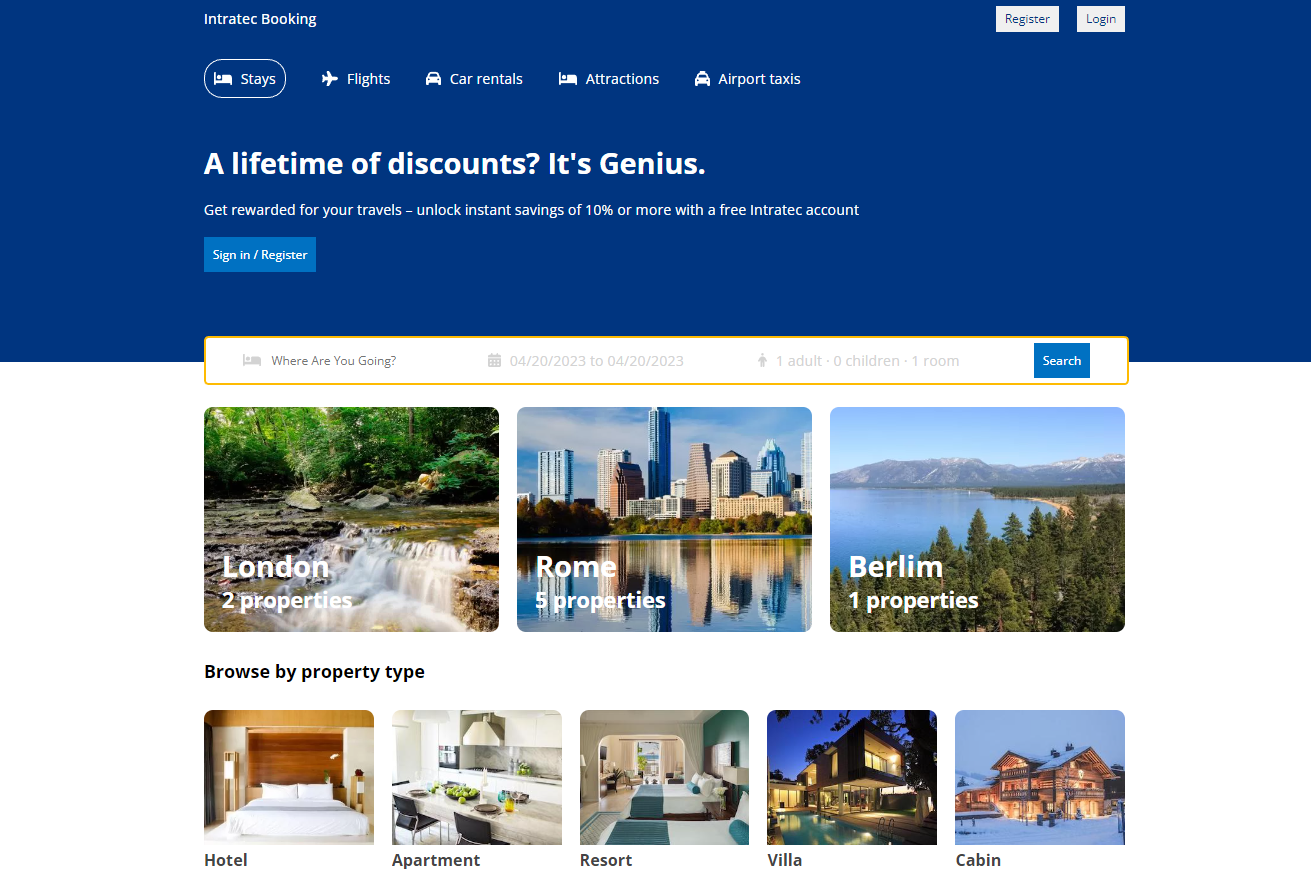 Intratec Booking
Register
Login
Stays
Flights
Car rentals
Attractions
Airport taxis
A lifetime of discounts? It's Genius.
Get rewarded for your travels – unlock instant savings of 10% or more with a free Intratec account
Sign in / Register
Where Are You Going?
04/20/2023 to 04/20/2023
1 adult · 0 children · 1 room
Search
London
2 properties
Rome
5 properties
Berlim
1 properties
Browse by property type
Hotel
Apartment
Resort
Villa
Cabin